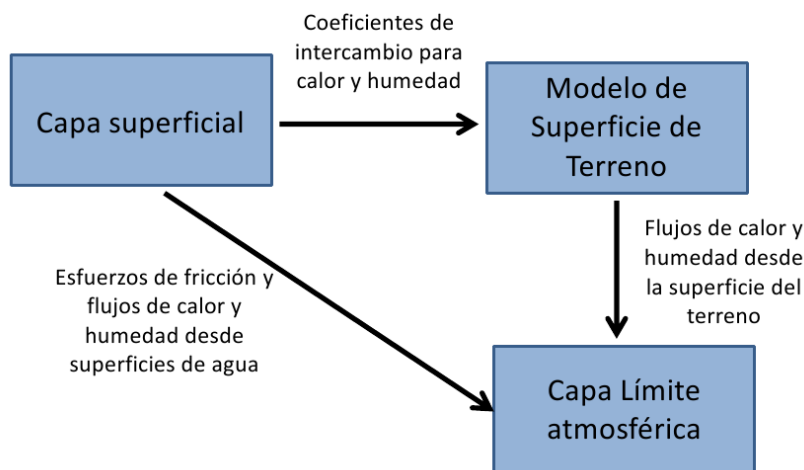 Coeficientes de
intercambio para
calor y humedad
Capa superficial
Modelo de
Superficie de
Terreno
Esfuerzos de fricción y
flujos de calor y
humedad desde
superficies de agua
Flujos de calor y
humedad desde
la superficie del
terreno
Capa Límite
atmosférica